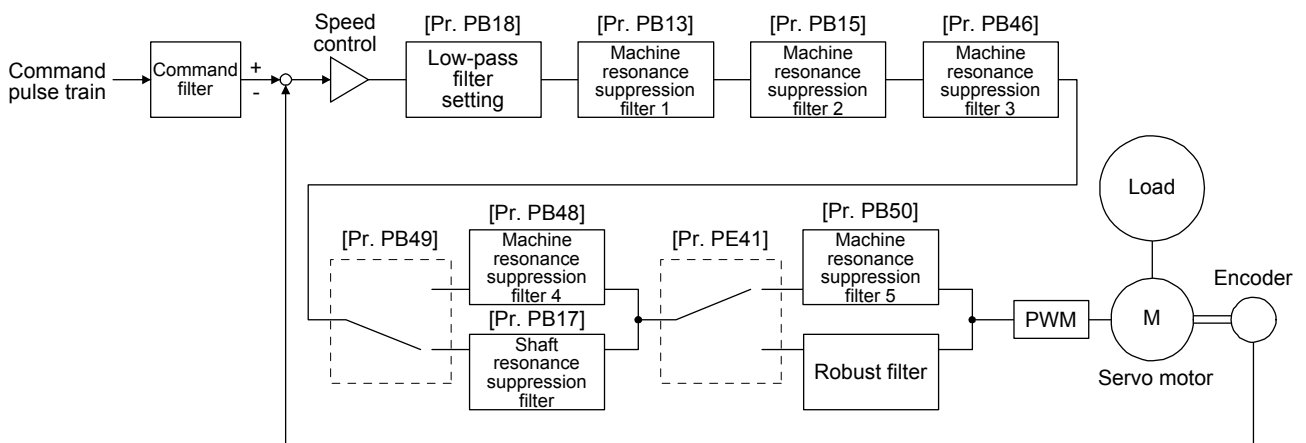 Command
pulse train
Command
filter
+
-
Speed
control
[Pr. PB18]
Low-pass
filter
setting
[Pr. PB13]
Machine
resonance
suppression
filter 1
[Pr. PB15]
Machine
resonance
suppression
filter 2
[Pr. PB46]
Machine
resonance
suppression
filter 3
[Pr. PB49]
[Pr. PB48]
Machine
resonance
suppression
filter 4
[Pr. PB17]
Shaft
resonance
suppression
filter
[Pr. PE41]
[Pr. PB50]
Machine
resonance
suppression
filter 5
Robust filter
PWM
Load
M
Servo motor
Encoder